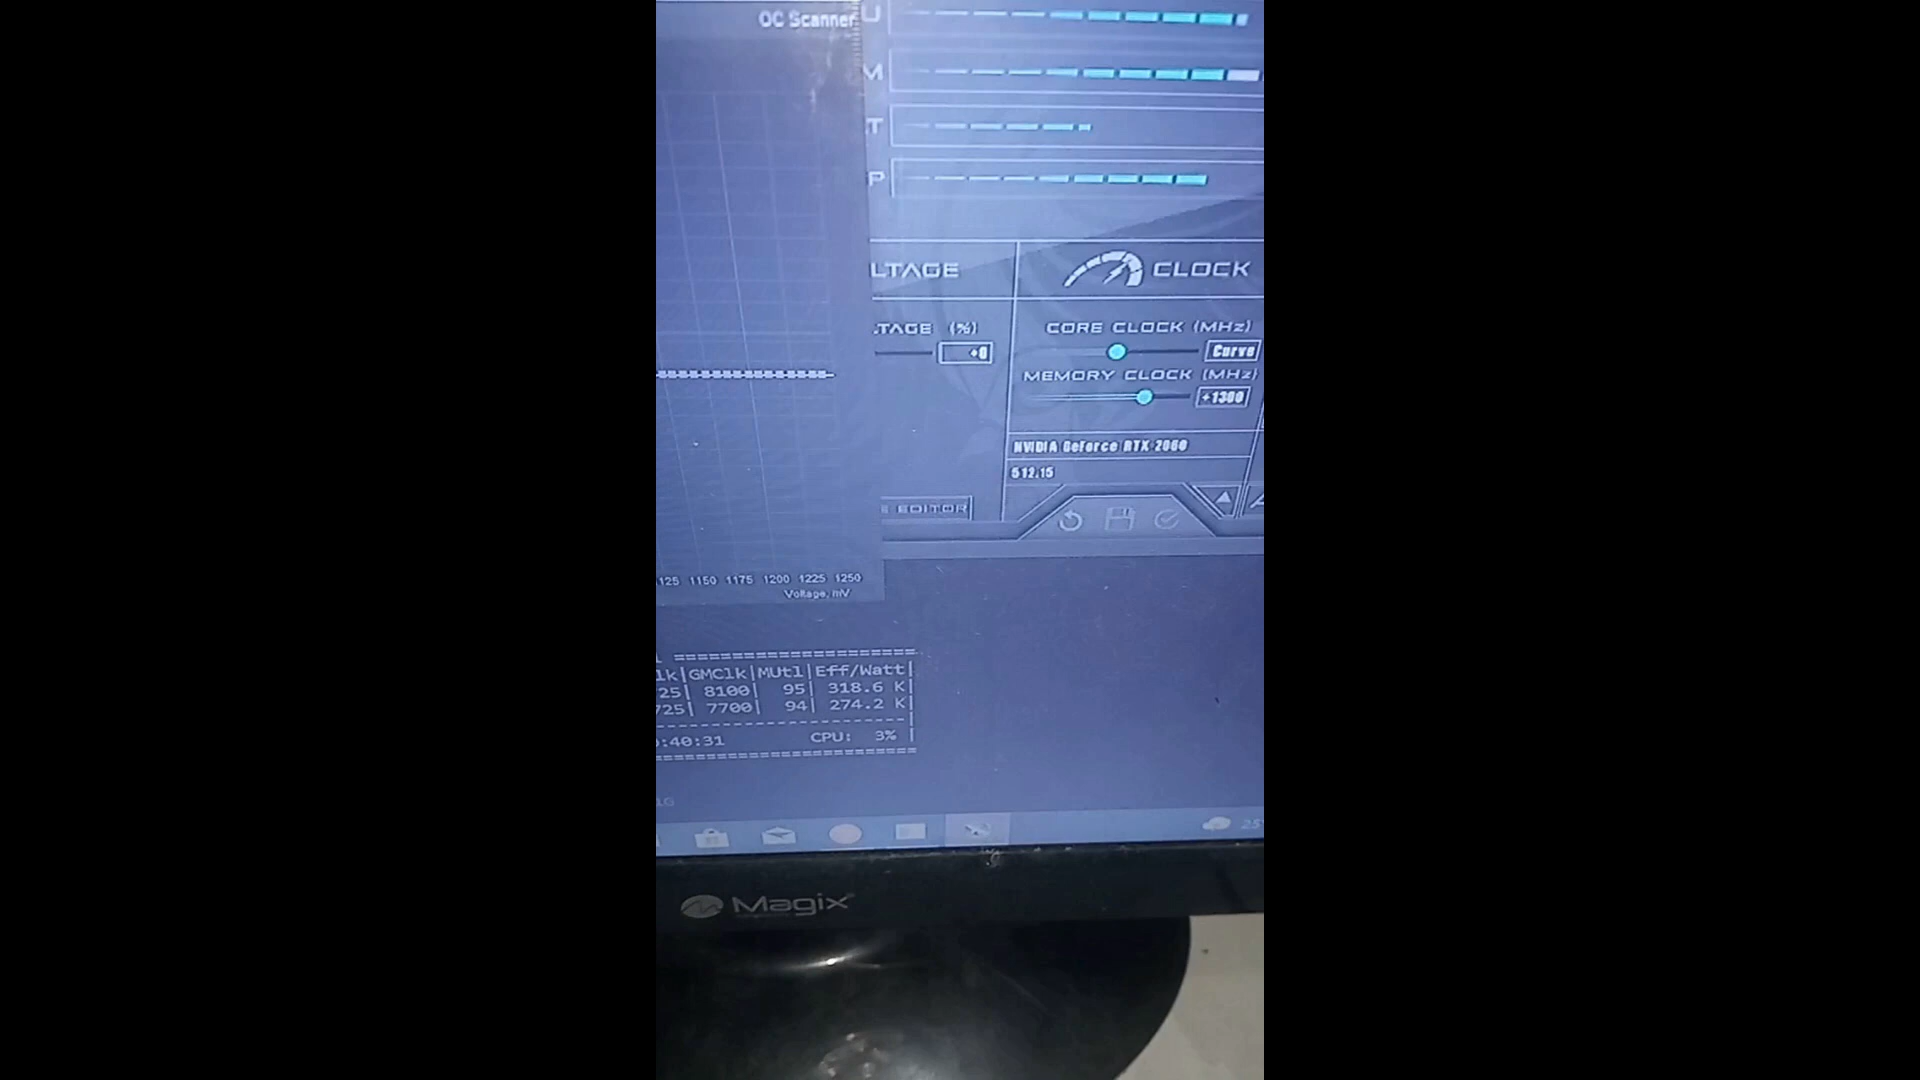 OC Scanner
U
M
T
P
LTAGE
CLOCK
TAGE (%)
CORE CLOCK (MHz)
+0
Curve
MEMORY CLOCK (MHz)
+1300
NVIDIA GeForce RTX 2060
512.15
E EDITOR
125 1150 1175 1200 1225 1250
Voltage, mV
===========================
lk|GMClk|MUtl|Eff/Watt|
25| 8100| 95| 318.6 K|
725| 7700| 94| 274.2 K|
:40:31 CPU: 3% |
25°
Magix